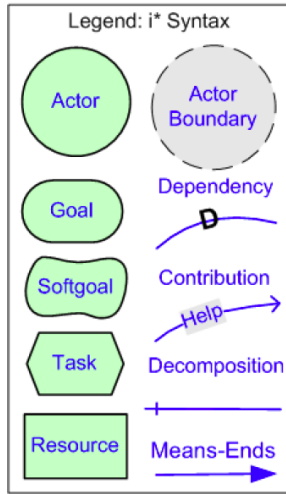 Legend: i* Syntax
Actor
Actor
Boundary
Goal
Dependency
D
Softgoal
Contribution
Help
Task
Decomposition
Resource
Means-Ends